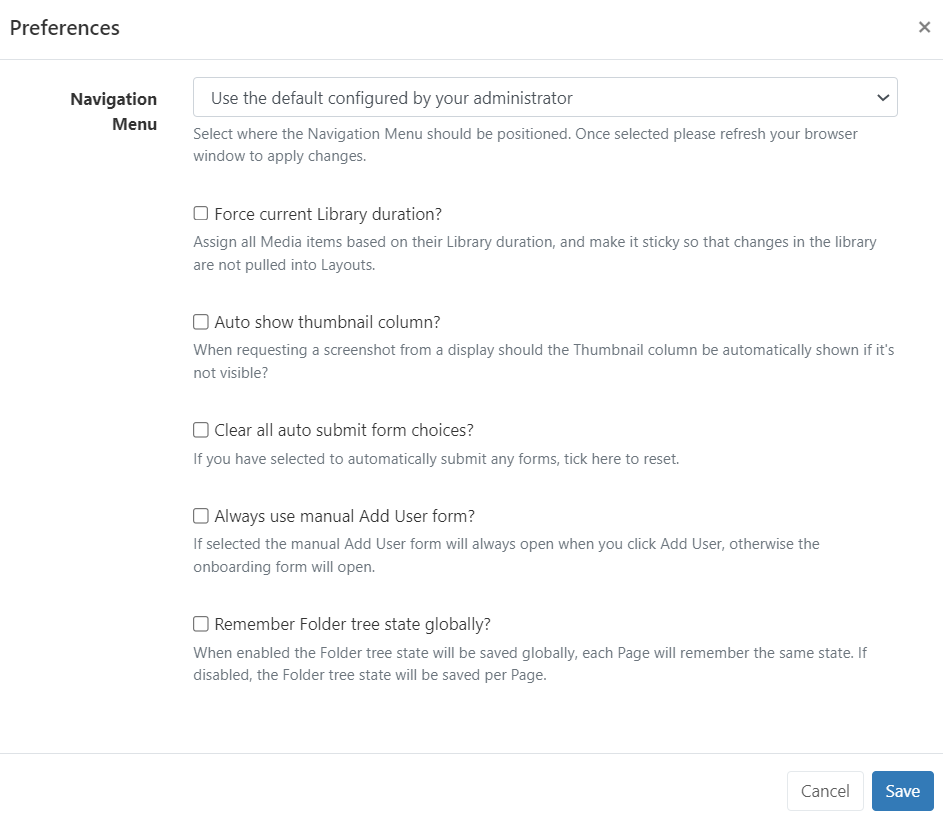 Preferences
×
Navigation
Menu
Use the default configured by your administrator
Select where the Navigation Menu should be positioned. Once selected please refresh your browser
window to apply changes.
Force current Library duration?
Assign all Media items based on their Library duration, and make it sticky so that changes in the library
are not pulled into Layouts.
Auto show thumbnail column?
When requesting a screenshot from a display should the Thumbnail column be automatically shown if it's
not visible?
Clear all auto submit form choices?
If you have selected to automatically submit any forms, tick here to reset.
Always use manual Add User form?
If selected the manual Add User form will always open when you click Add User, otherwise the
onboarding form will open.
Remember Folder tree state globally?
When enabled the Folder tree state will be saved globally, each Page will remember the same state. If
disabled, the Folder tree state will be saved per Page.
Cancel
Save